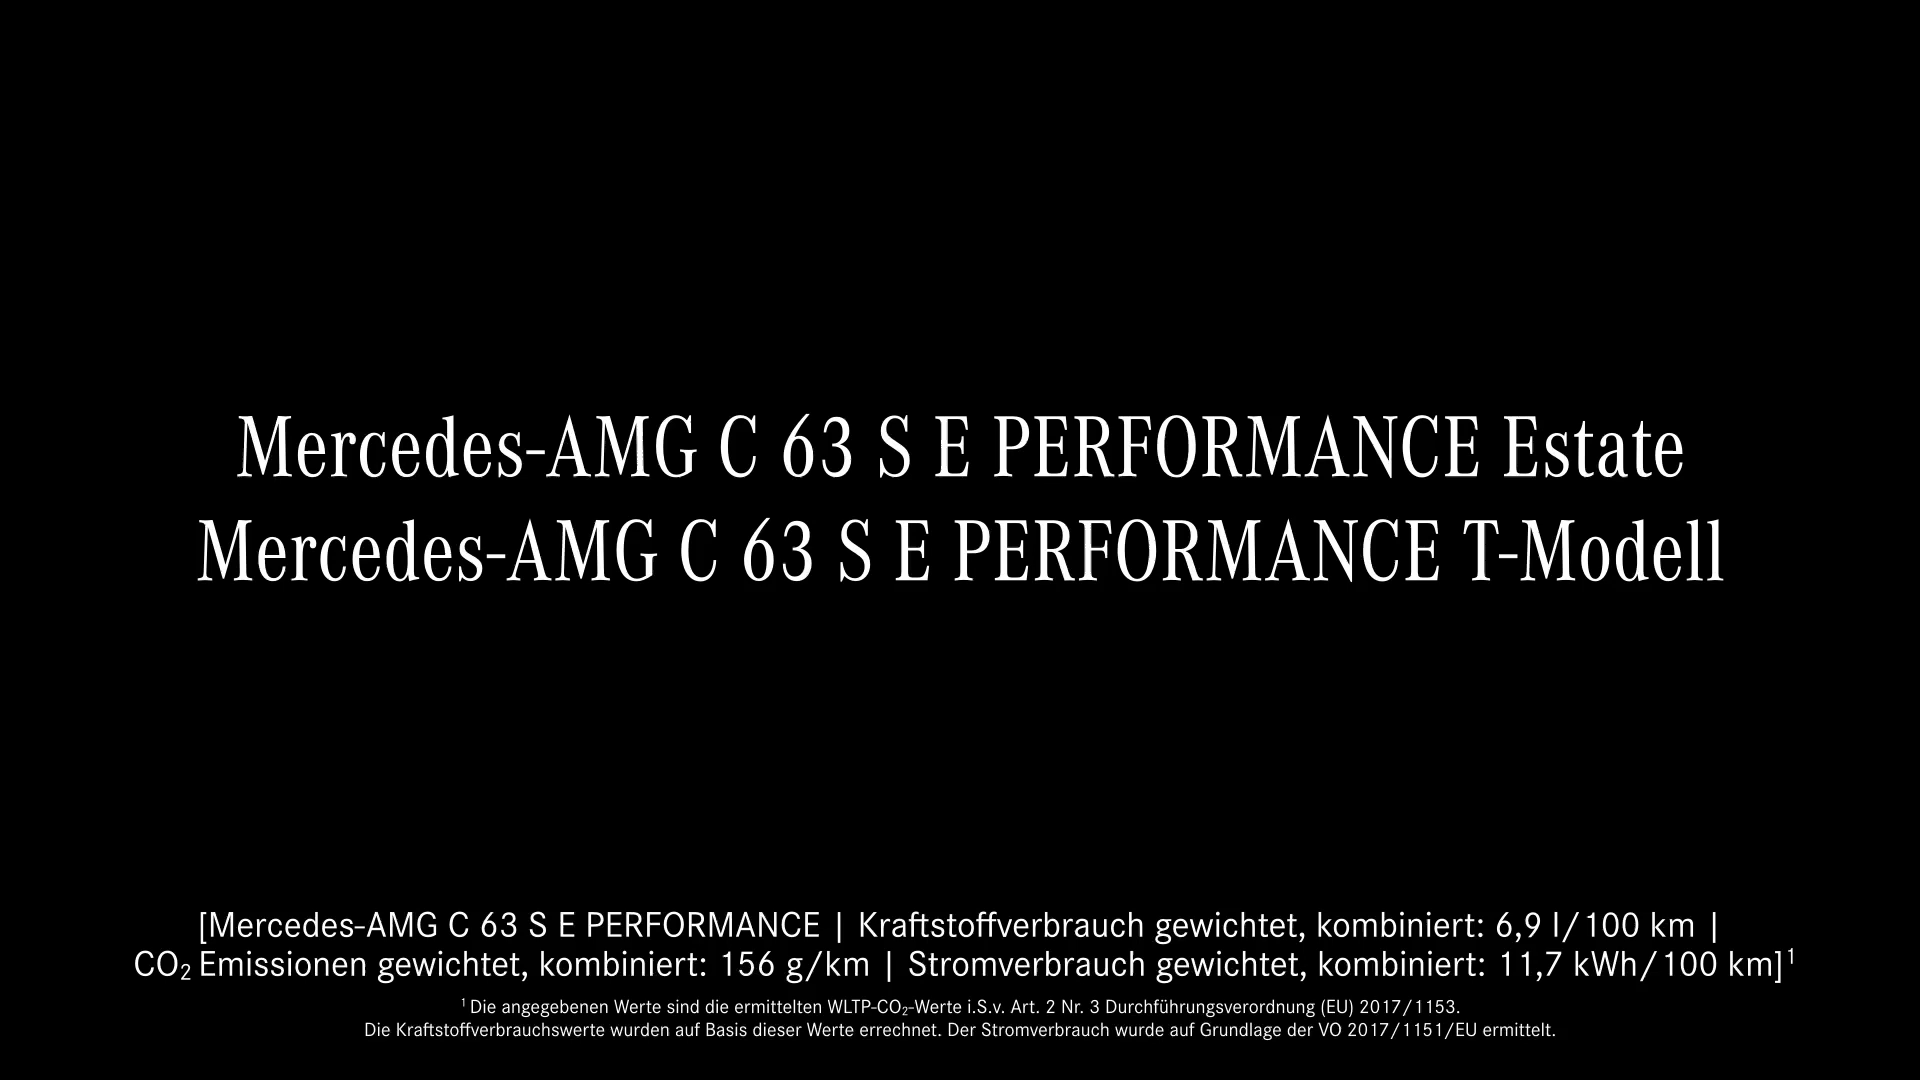 Mercedes-AMG C 63 S E PERFORMANCE Estate
Mercedes-AMG C 63 S E PERFORMANCE T-Modell
[Mercedes-AMG C 63 S E PERFORMANCE | Kraftstoffverbrauch gewichtet, kombiniert: 6,9 l/100 km |
CO₂ Emissionen gewichtet, kombiniert: 156 g/km | Stromverbrauch gewichtet, kombiniert: 11,7 kWh/100 km]¹
¹ Die angegebenen Werte sind die ermittelten WLTP-CO₂-Werte i.S.v. Art. 2 Nr. 3 Durchführungsverordnung (EU) 2017/1153.
Die Kraftstoffverbrauchswerte wurden auf Basis dieser Werte errechnet. Der Stromverbrauch wurde auf Grundlage der VO 2017/1151/EU ermittelt.